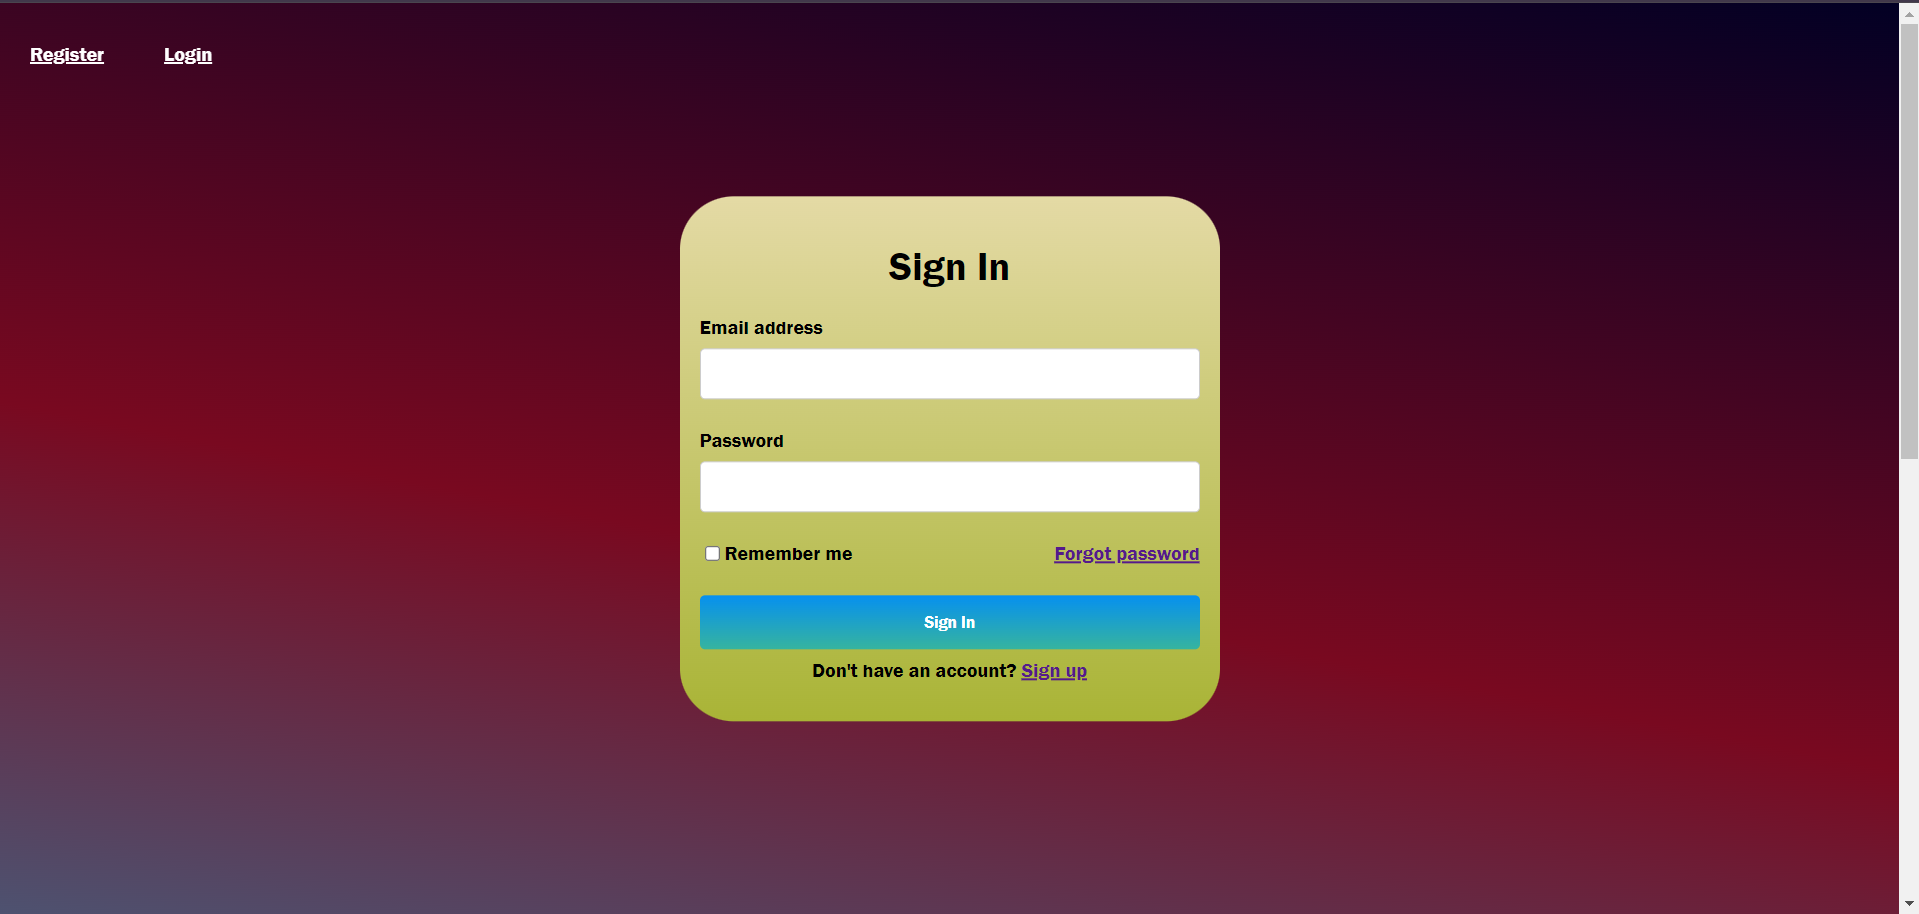 Register Login
Sign In
Email address
Password
Remember me Forgot password
Sign In
Don't have an account? Sign up